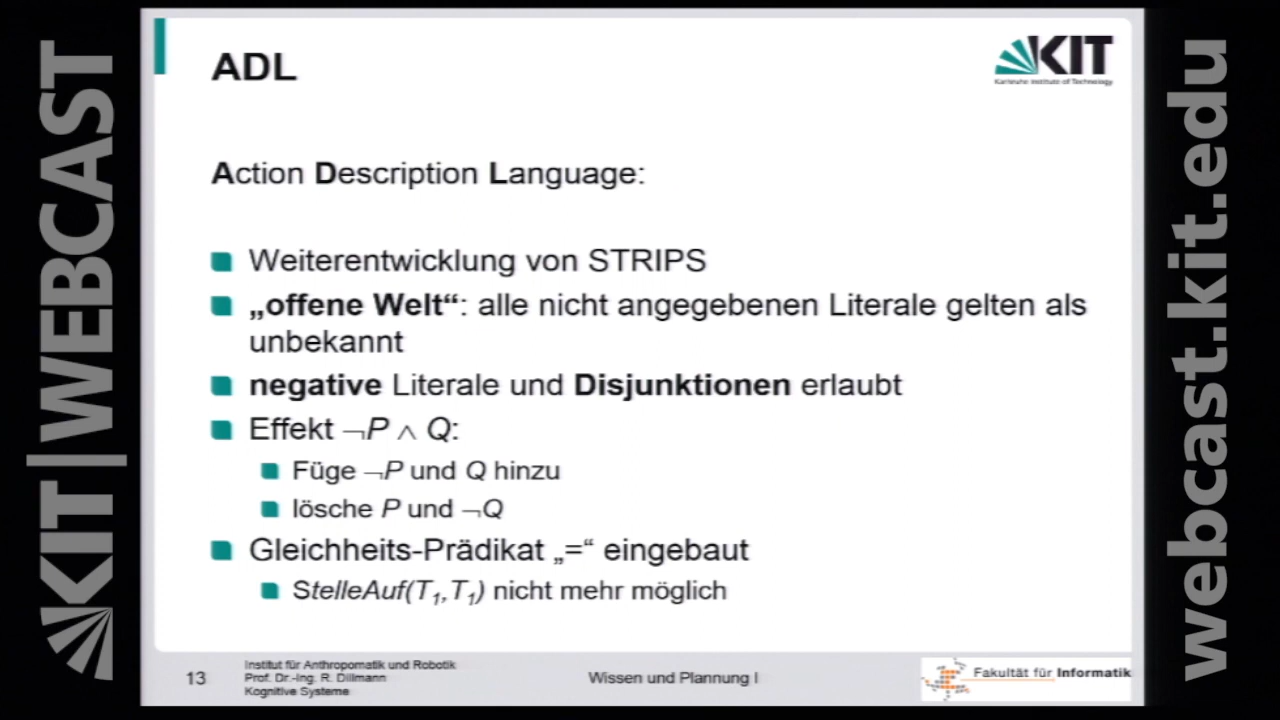 KIT | WEBCAST
ADL
KIT
Karlsruhe Institute of Technology
Action Description Language:
Weiterentwicklung von STRIPS
„offene Welt“: alle nicht angegebenen Literale gelten als
unbekannt
negative Literale und Disjunktionen erlaubt
Effekt ¬P ∧ Q:
Füge ¬P und Q hinzu
lösche P und ¬Q
Gleichheits-Prädikat „=“ eingebaut
StelleAuf(T₁,T₁) nicht mehr möglich
13
Institut für Anthropomatik und Robotik
Prof. Dr.-Ing. R. Dillmann
Kognitive Systeme
Wissen und Plannung I
Fakultät für Informatik
webcast.kit.edu